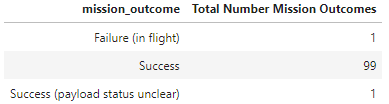 mission_outcome Total Number Mission Outcomes
Failure (in flight) 1
Success 99
Success (payload status unclear) 1